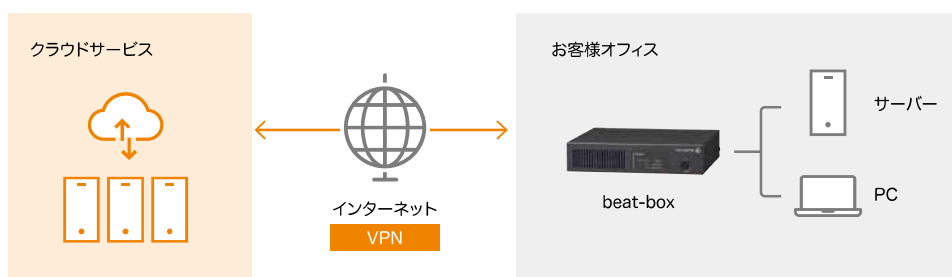 クラウドサービス
インターネット
VPN
お客様オフィス
beat-box
サーバー
PC